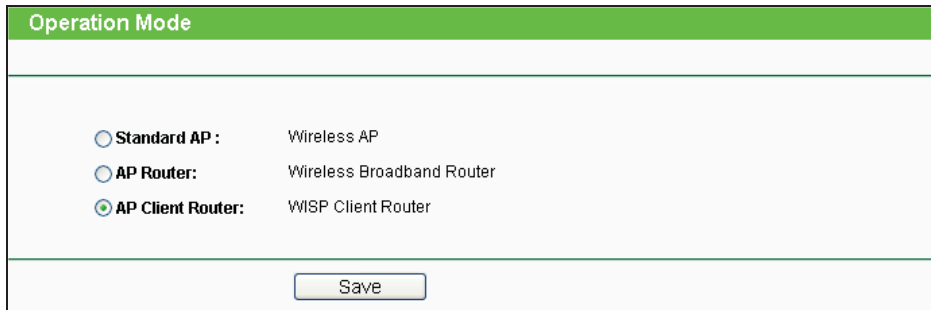 Operation Mode
Standard AP : Wireless AP
AP Router: Wireless Broadband Router
AP Client Router: WISP Client Router
Save